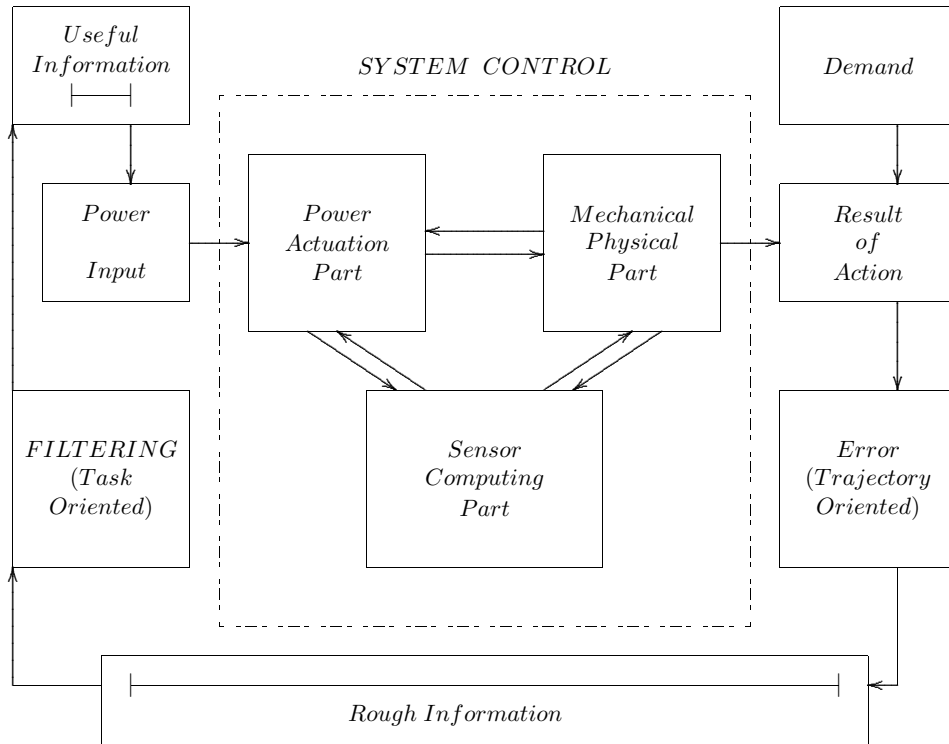 Useful
Information
SYSTEM CONTROL
Demand
Power
Input
Power
Actuation
Part
Mechanical
Physical
Part
Result
of
Action
FILTERING
(Task
Oriented)
Sensor
Computing
Part
Error
(Trajectory
Oriented)
Rough Information